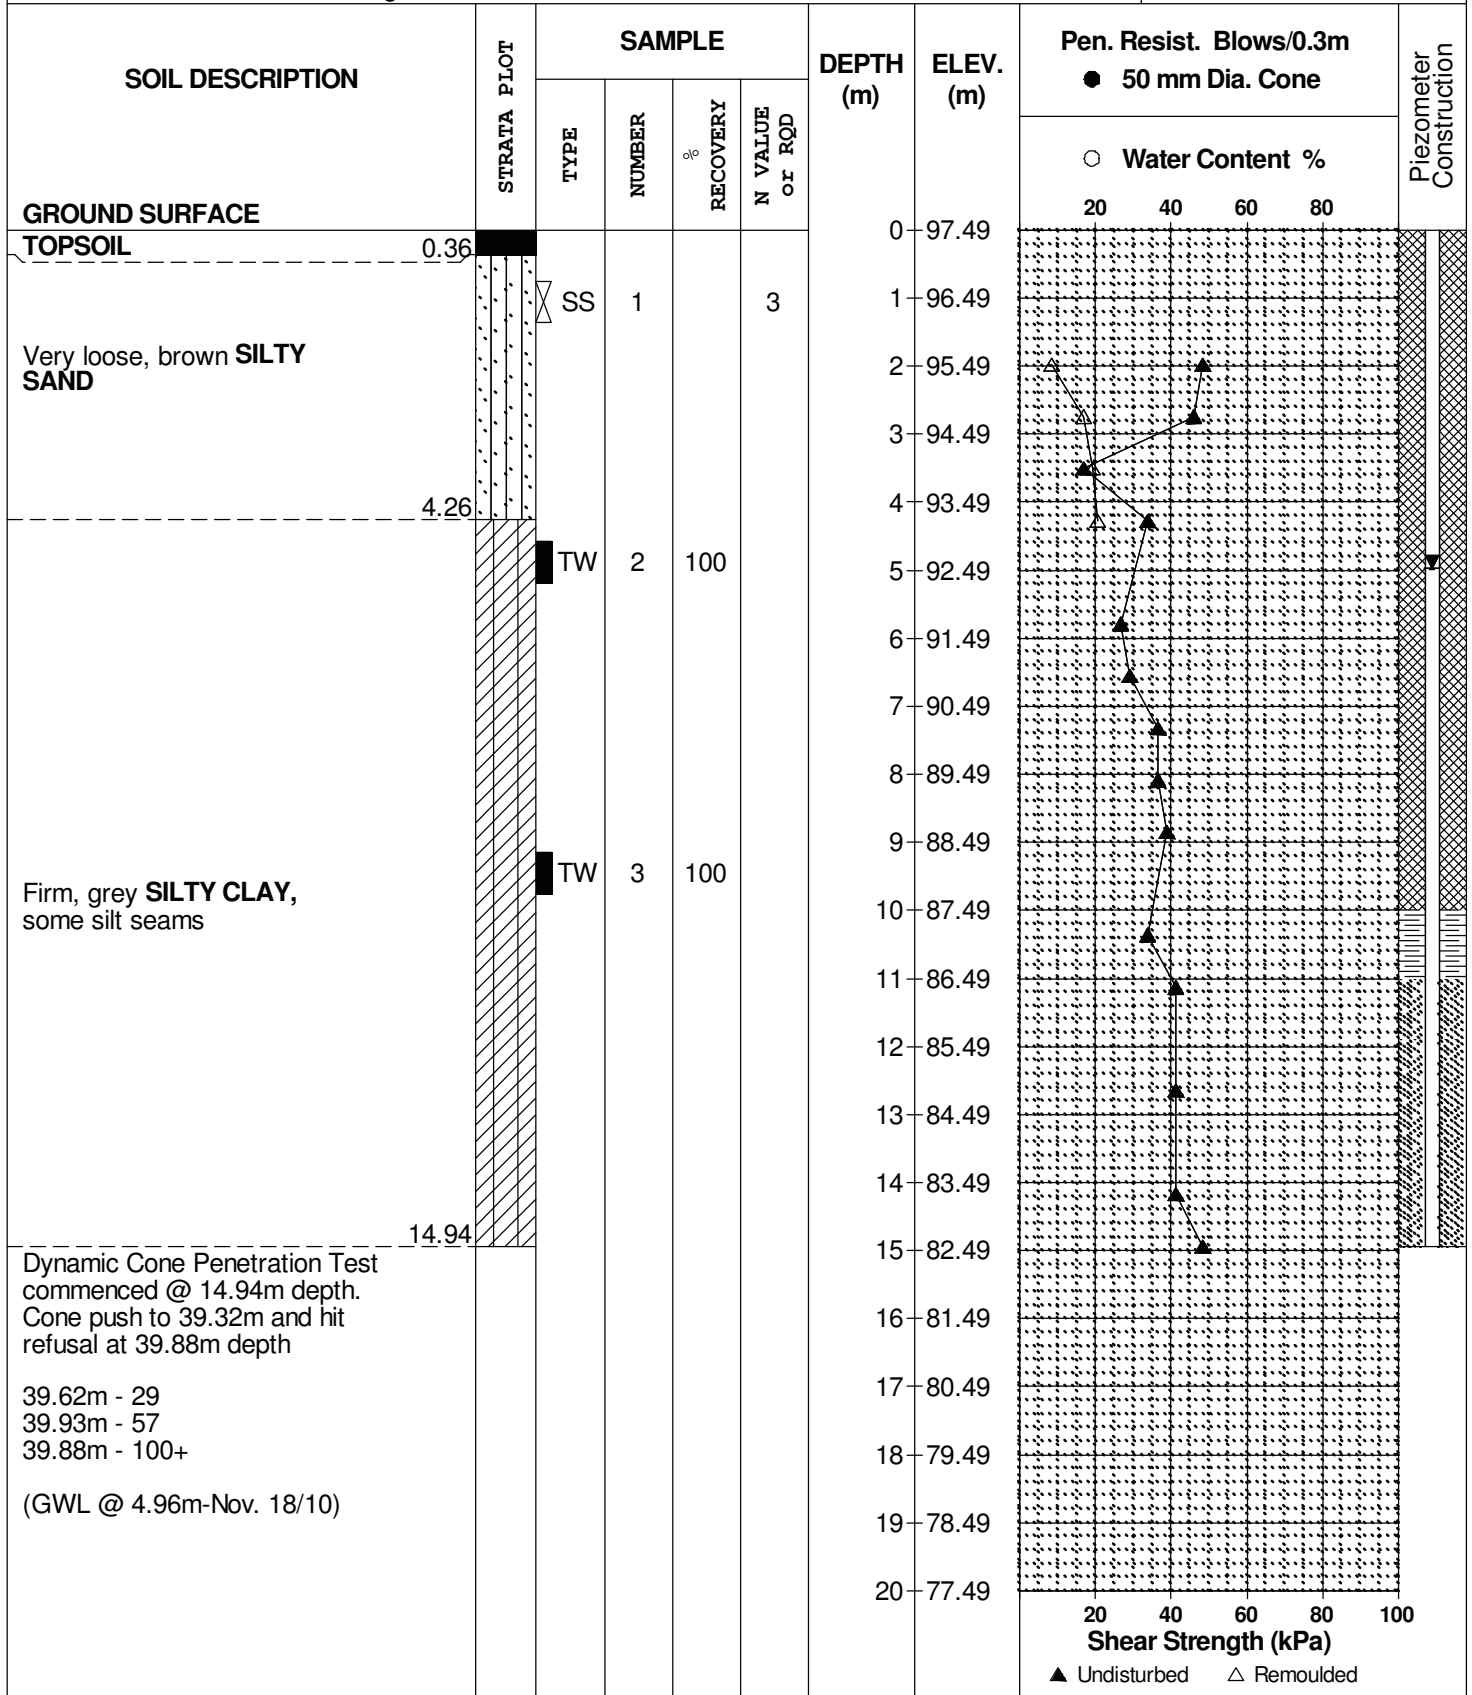 SOIL DESCRIPTION
STRATA PLOT
SAMPLE
TYPE
NUMBER
%
RECOVERY
N VALUE
or RQD
DEPTH
(m)
ELEV.
(m)
Pen. Resist. Blows/0.3m
● 50 mm Dia. Cone
○ Water Content %
Piezometer
Construction
20 40 60 80
GROUND SURFACE
0 97.49
TOPSOIL 0.36
SS 1 3
1 96.49
Very loose, brown SILTY
SAND
2 95.49
3 94.49
4.26
4 93.49
TW 2 100
5 92.49
6 91.49
7 90.49
8 89.49
9 88.49
TW 3 100
Firm, grey SILTY CLAY,
some silt seams
10 87.49
11 86.49
12 85.49
13 84.49
14 83.49
14.94
15 82.49
Dynamic Cone Penetration Test
commenced @ 14.94m depth.
Cone push to 39.32m and hit
refusal at 39.88m depth
16 81.49
17 80.49
39.62m - 29
39.93m - 57
39.88m - 100+
18 79.49
(GWL @ 4.96m-Nov. 18/10)
19 78.49
20 77.49
20 40 60 80 100
Shear Strength (kPa)
▲ Undisturbed △ Remoulded